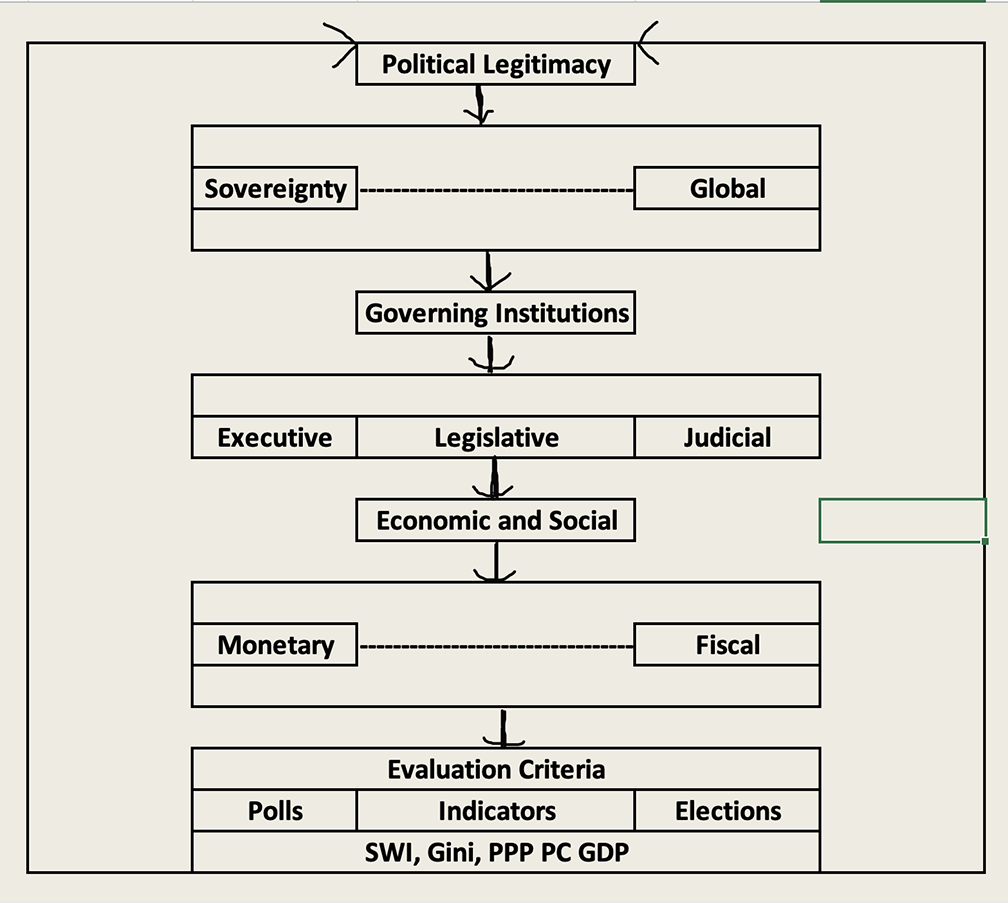 Political Legitimacy
Sovereignty Global
Governing Institutions
Executive Legislative Judicial
Economic and Social
Monetary Fiscal
Evaluation Criteria
Polls Indicators Elections
SWI, Gini, PPP PC GDP